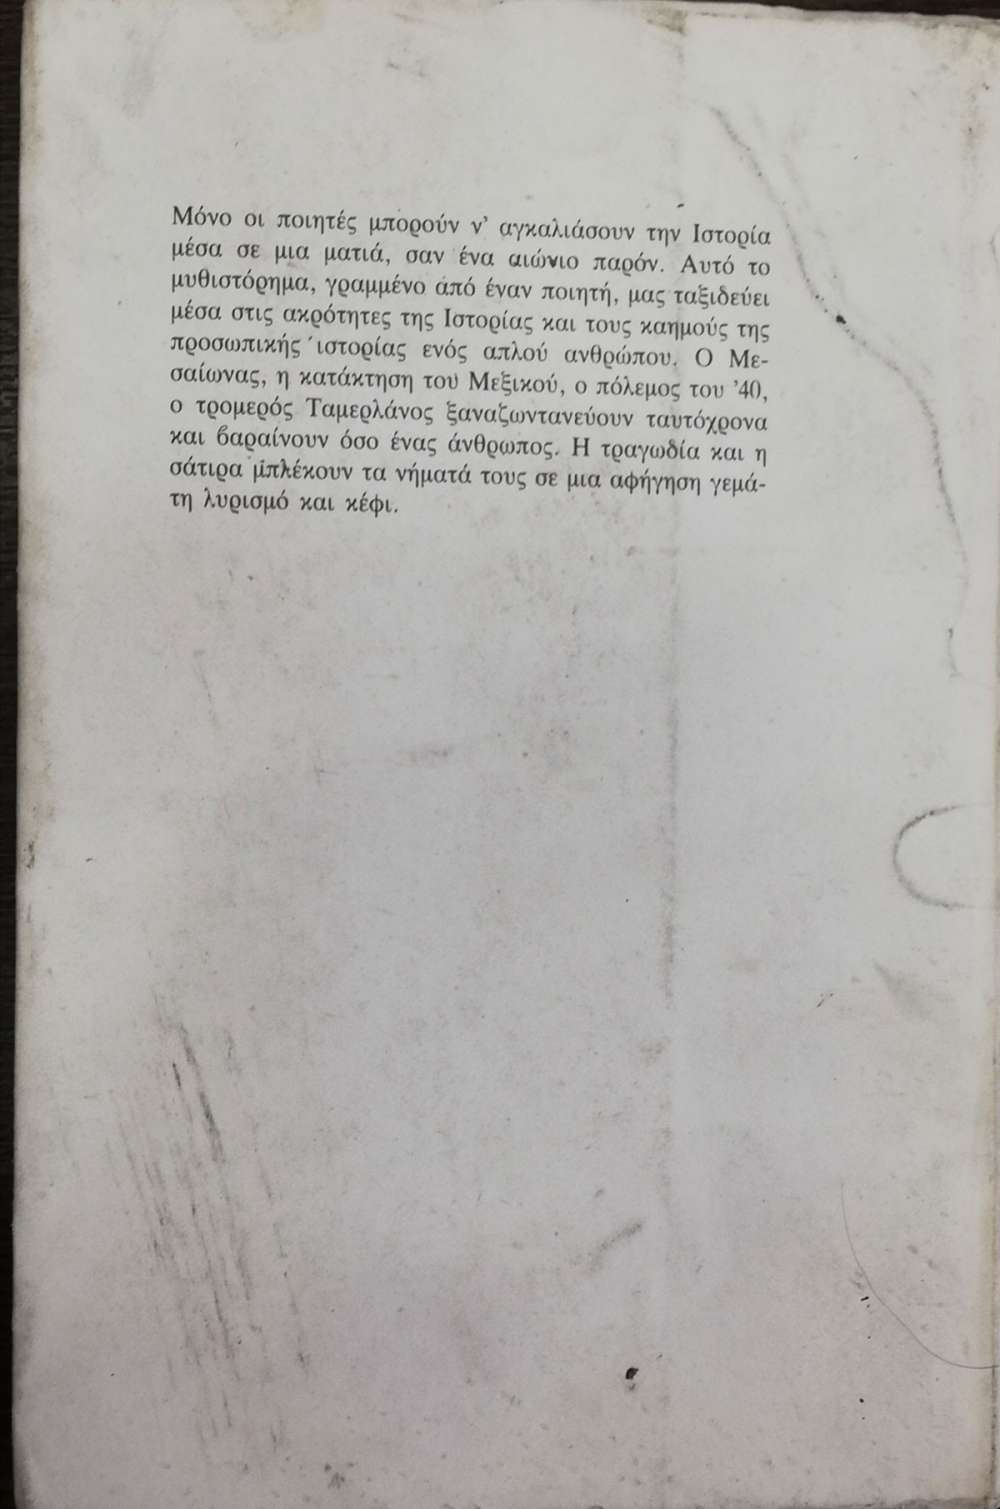 Μόνο οι ποιητές μπορούν ν' αγκαλιάσουν την Ιστορία
μέσα σε μια ματιά, σαν ένα αιώνιο παρόν. Αυτό το
μυθιστόρημα, γραμμένο από έναν ποιητή, μας ταξιδεύει
μέσα στις ακρότητες της Ιστορίας και τους καημούς της
προσωπικής ιστορίας ενός απλού ανθρώπου. Ο Με-
σαίωνας, η κατάκτηση του Μεξικού, ο πόλεμος του '40,
ο τρομερός Ταμερλάνος ξαναζωντανεύουν ταυτόχρονα
και βαραίνουν όσο ένας άνθρωπος. Η τραγωδία και η
σάτιρα μπλέκουν τα νήματά τους σε μια αφήγηση γεμά-
τη λυρισμό και κέφι.